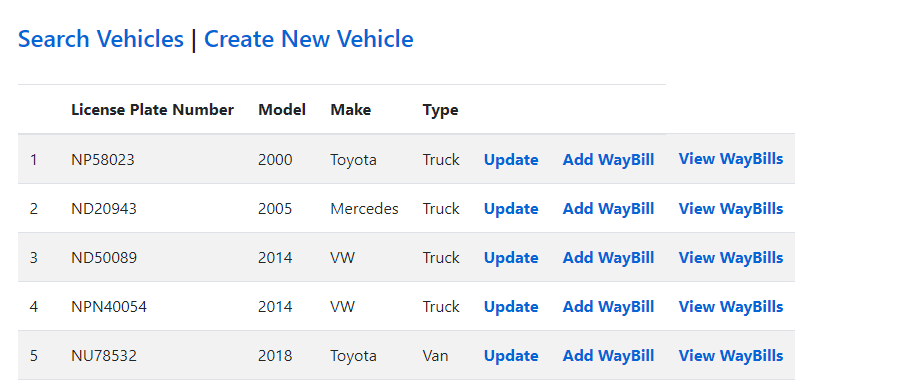 Search Vehicles | Create New Vehicle
License Plate Number Model Make Type
1 NP58023 2000 Toyota Truck Update Add WayBill View WayBills
2 ND20943 2005 Mercedes Truck Update Add WayBill View WayBills
3 ND50089 2014 VW Truck Update Add WayBill View WayBills
4 NPN40054 2014 VW Truck Update Add WayBill View WayBills
5 NU78532 2018 Toyota Van Update Add WayBill View WayBills